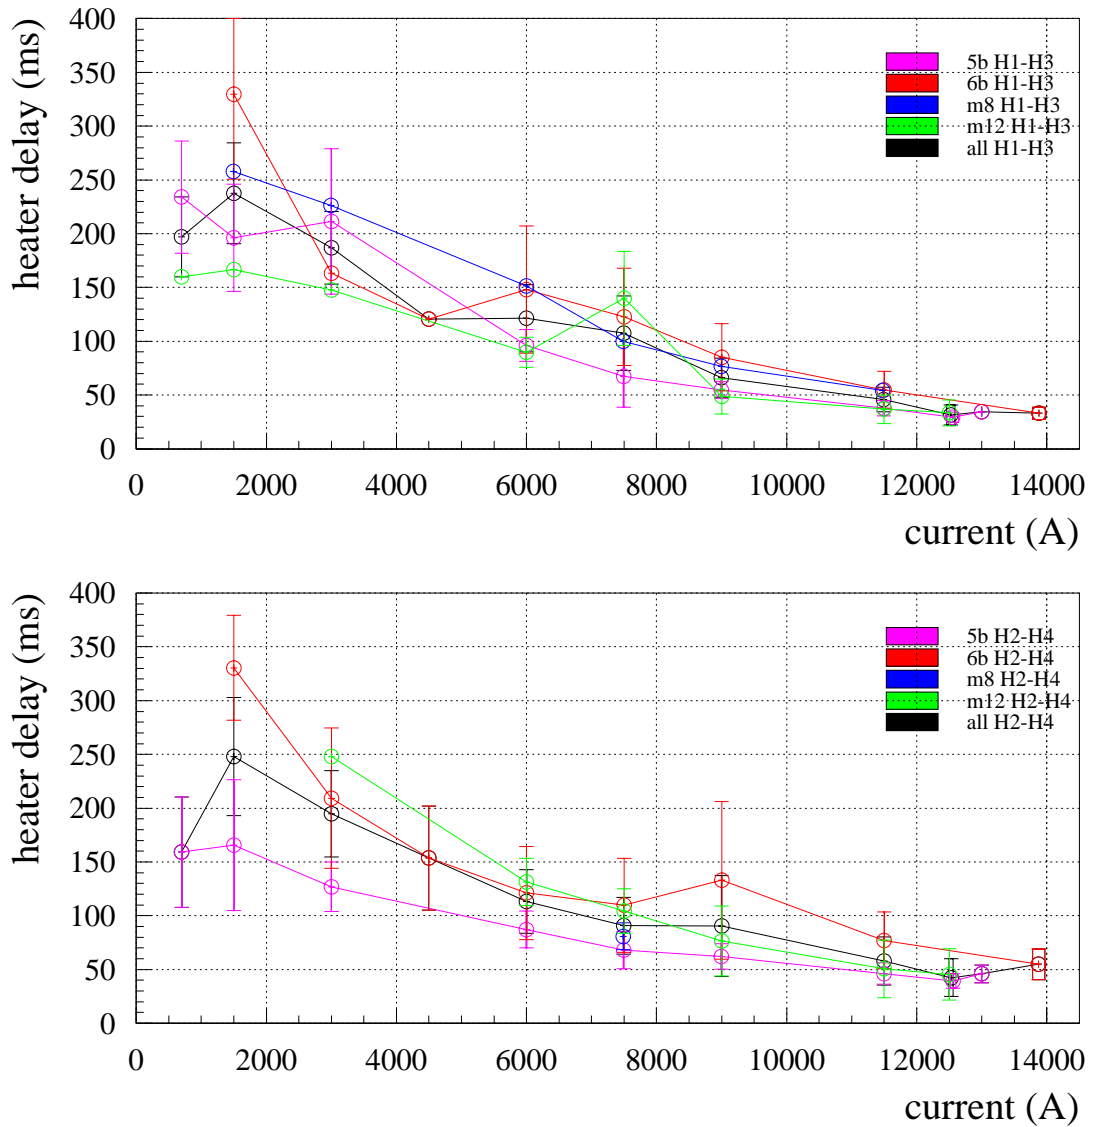 heater delay (ms)
400
350
300
250
200
150
100
50
0
5b H1-H3
6b H1-H3
m8 H1-H3
m12 H1-H3
all H1-H3
0 2000 4000 6000 8000 10000 12000 14000
current (A)
heater delay (ms)
400
350
300
250
200
150
100
50
0
5b H2-H4
6b H2-H4
m8 H2-H4
m12 H2-H4
all H2-H4
0 2000 4000 6000 8000 10000 12000 14000
current (A)